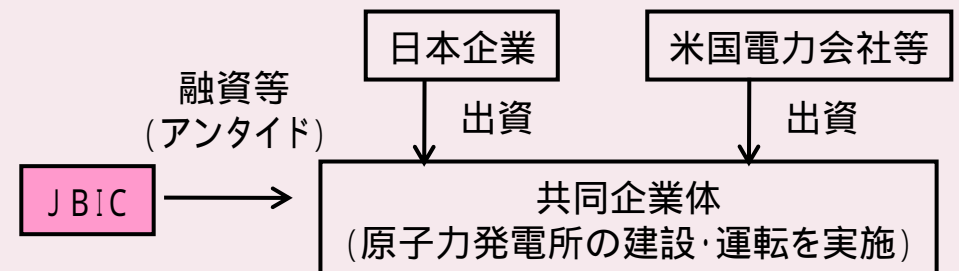 日本企業
米国電力会社等
融資等
(アンタイド)
出資
出資
JBIC
共同企業体
(原子力発電所の建設･運転を実施)